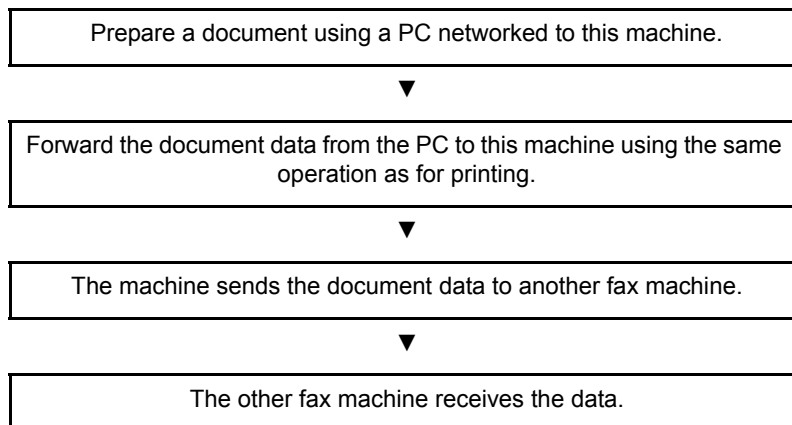 Prepare a document using a PC networked to this machine.
▼
Forward the document data from the PC to this machine using the same
operation as for printing.
▼
The machine sends the document data to another fax machine.
▼
The other fax machine receives the data.